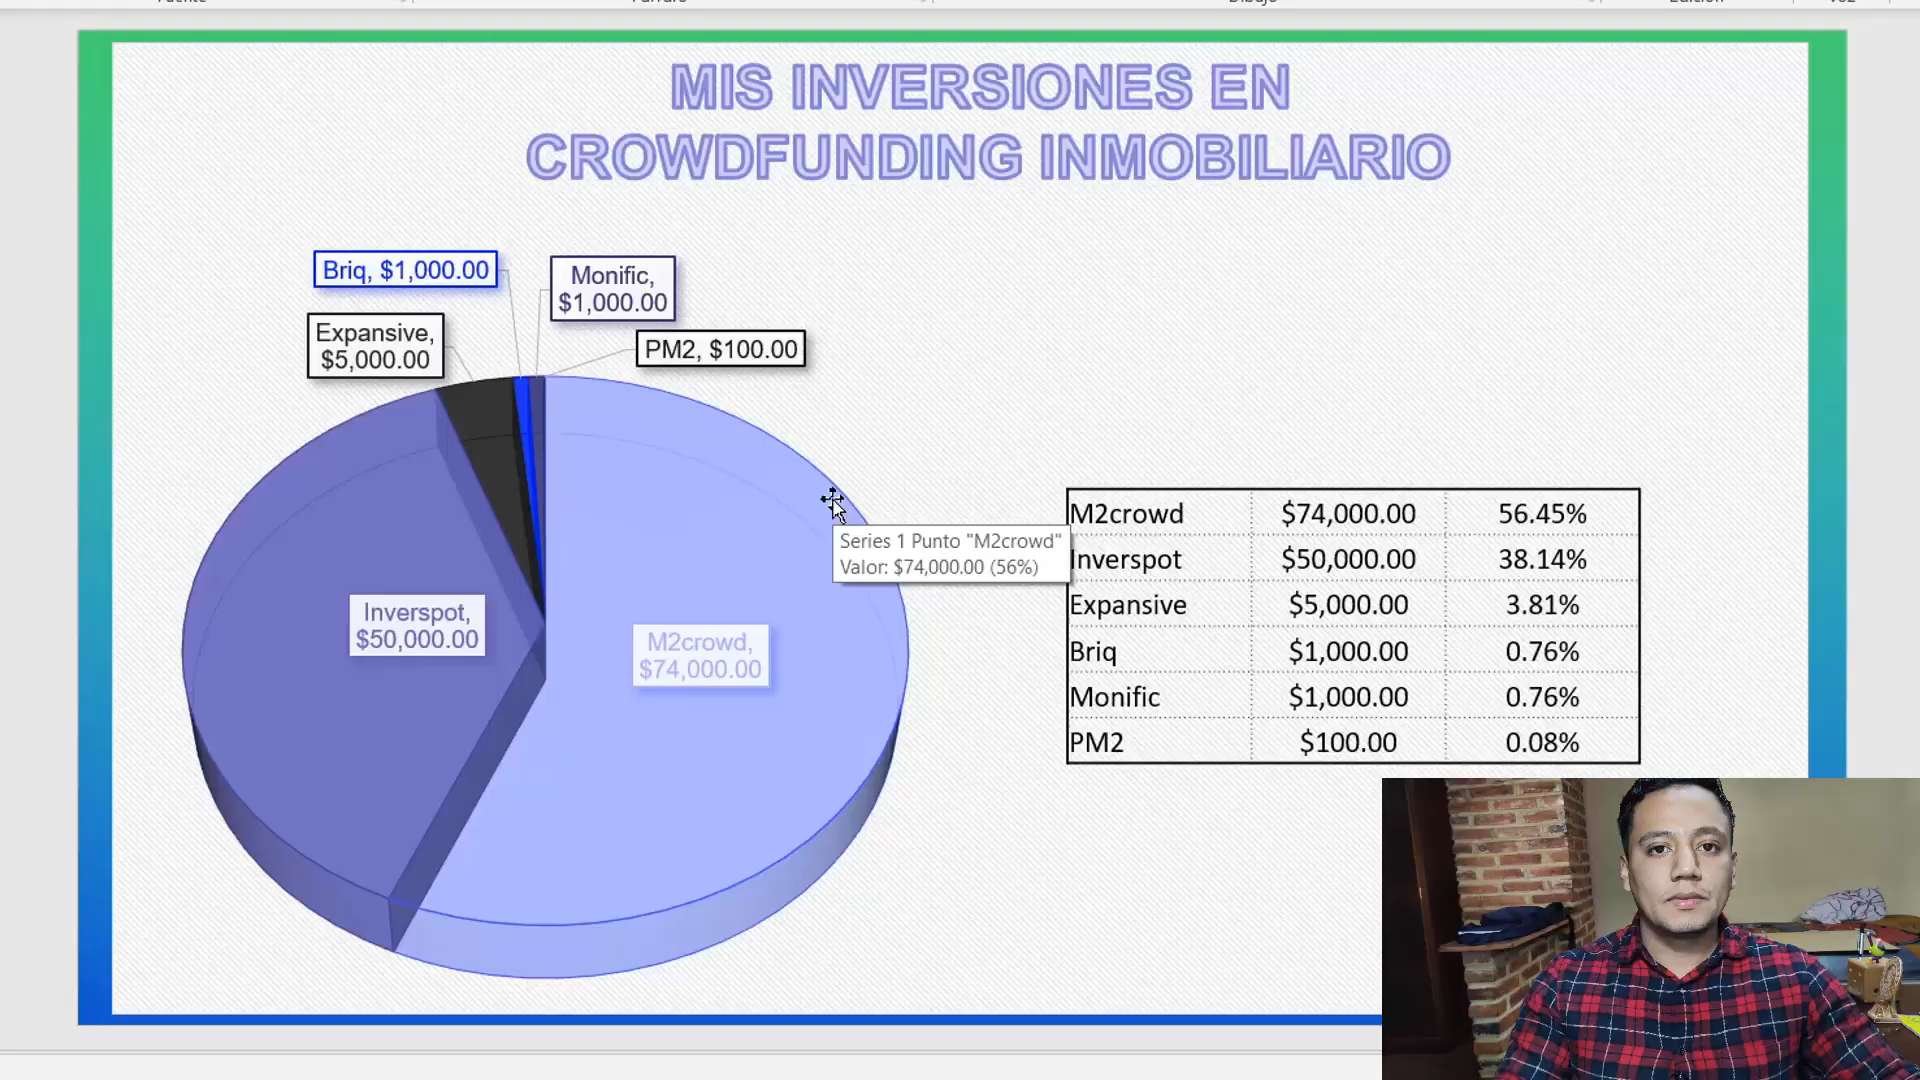 MIS INVERSIONES EN
CROWDFUNDING INMOBILIARIO
Briq, $1,000.00
Monific,
$1,000.00
Expansive,
$5,000.00
PM2, $100.00
Inverspot,
$50,000.00
M2crowd,
$74,000.00
Series 1 Punto "M2crowd"
Valor: $74,000.00 (56%)
M2crowd $74,000.00 56.45%
Inverspot $50,000.00 38.14%
Expansive $5,000.00 3.81%
Briq $1,000.00 0.76%
Monific $1,000.00 0.76%
PM2 $100.00 0.08%